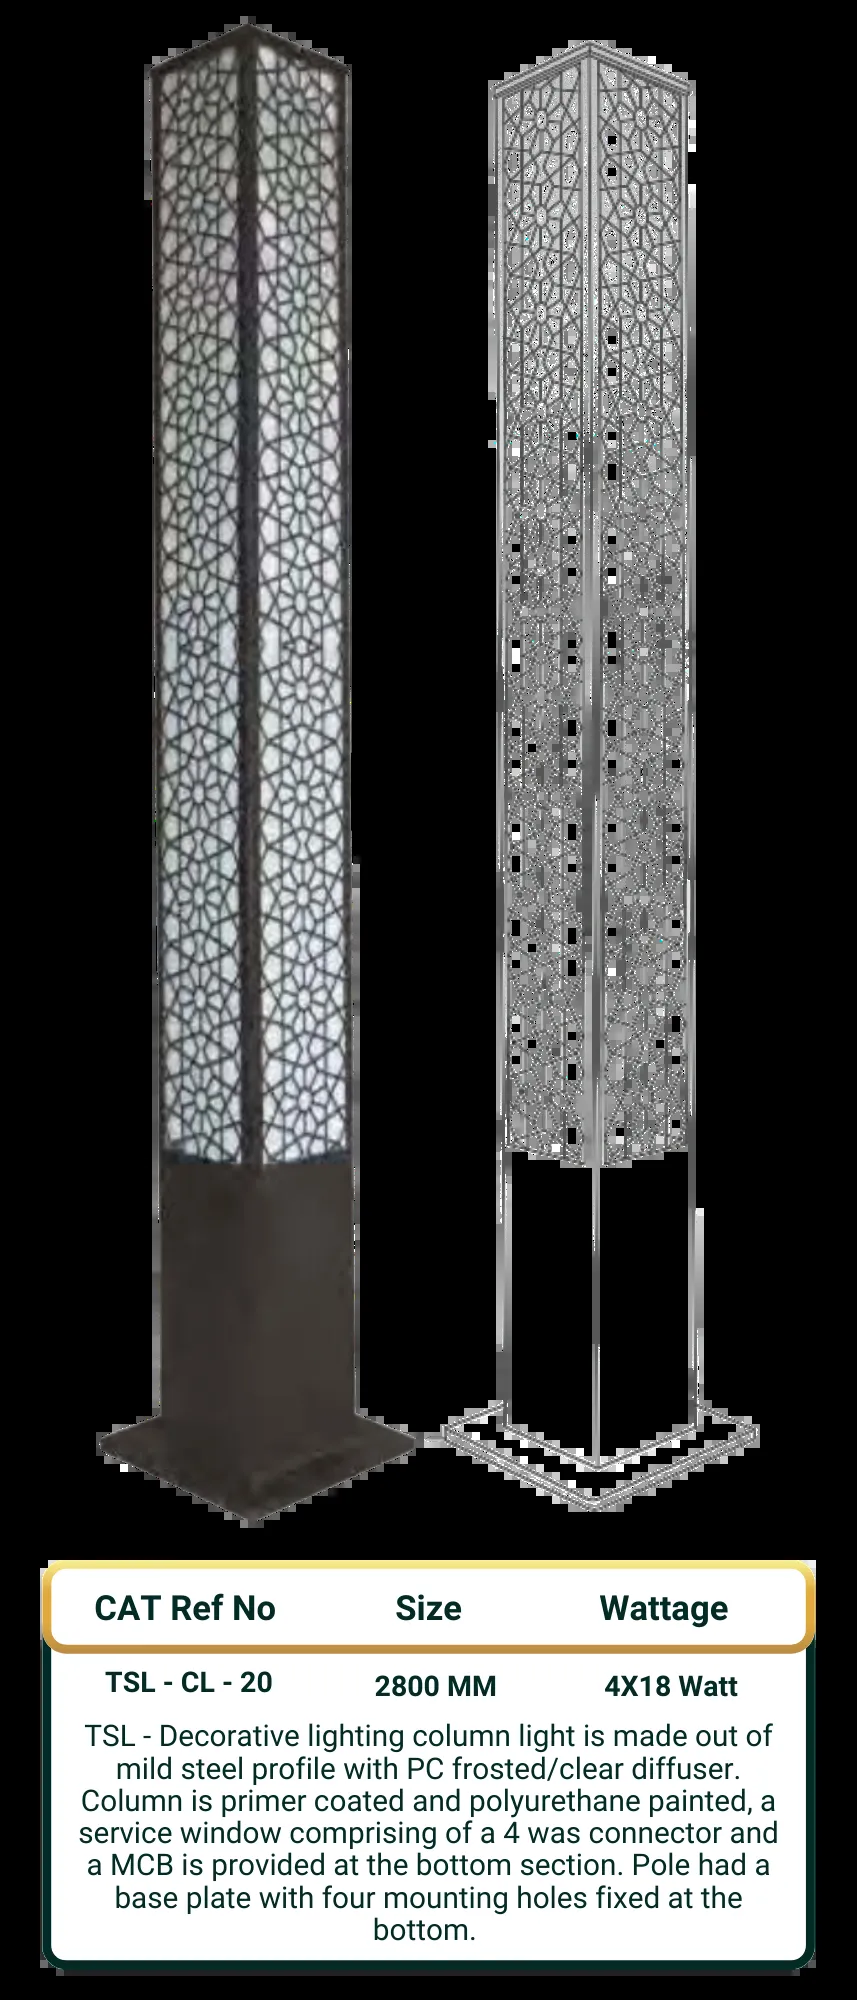 CAT Ref No Size Wattage
TSL - CL - 20 2800 MM 4X18 Watt
TSL - Decorative lighting column light is made out of
mild steel profile with PC frosted/clear diffuser.
Column is primer coated and polyurethane painted, a
service window comprising of a 4 was connector and
a MCB is provided at the bottom section. Pole had a
base plate with four mounting holes fixed at the
bottom.